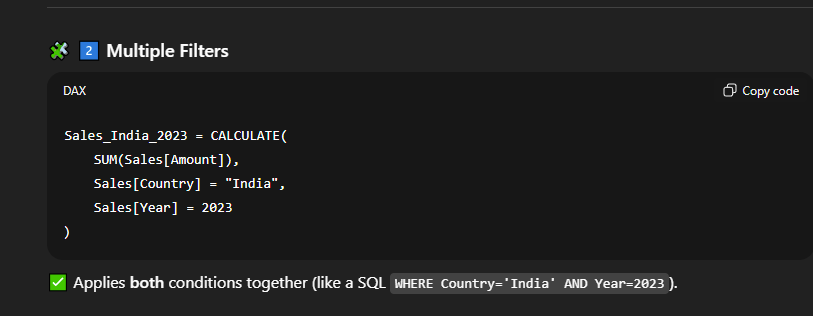 🧩 2️⃣ Multiple Filters
DAX Copy code
Sales_India_2023 = CALCULATE(
    SUM(Sales[Amount]),
    Sales[Country] = "India",
    Sales[Year] = 2023
)
✅ Applies both conditions together (like a SQL WHERE Country='India' AND Year=2023).